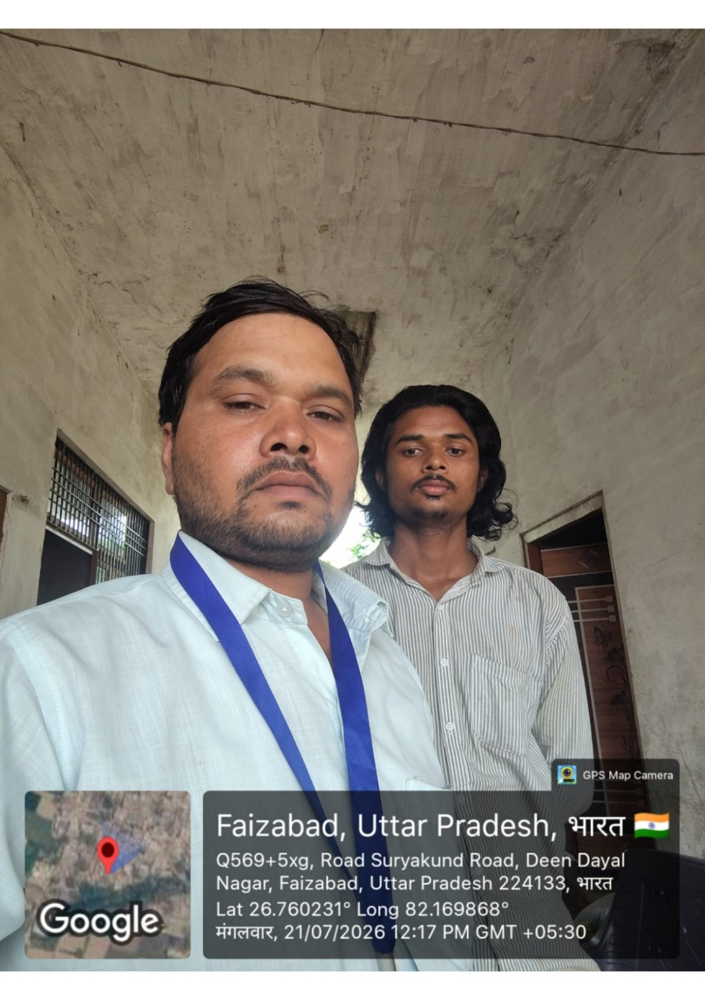 GPS Map Camera
Faizabad, Uttar Pradesh, भारत 🇮🇳
Q569+5xg, Road Suryakund Road, Deen Dayal
Nagar, Faizabad, Uttar Pradesh 224133, भारत
Lat 26.760231° Long 82.169868°
मंगलवार, 21/07/2026 12:17 PM GMT +05:30
Google